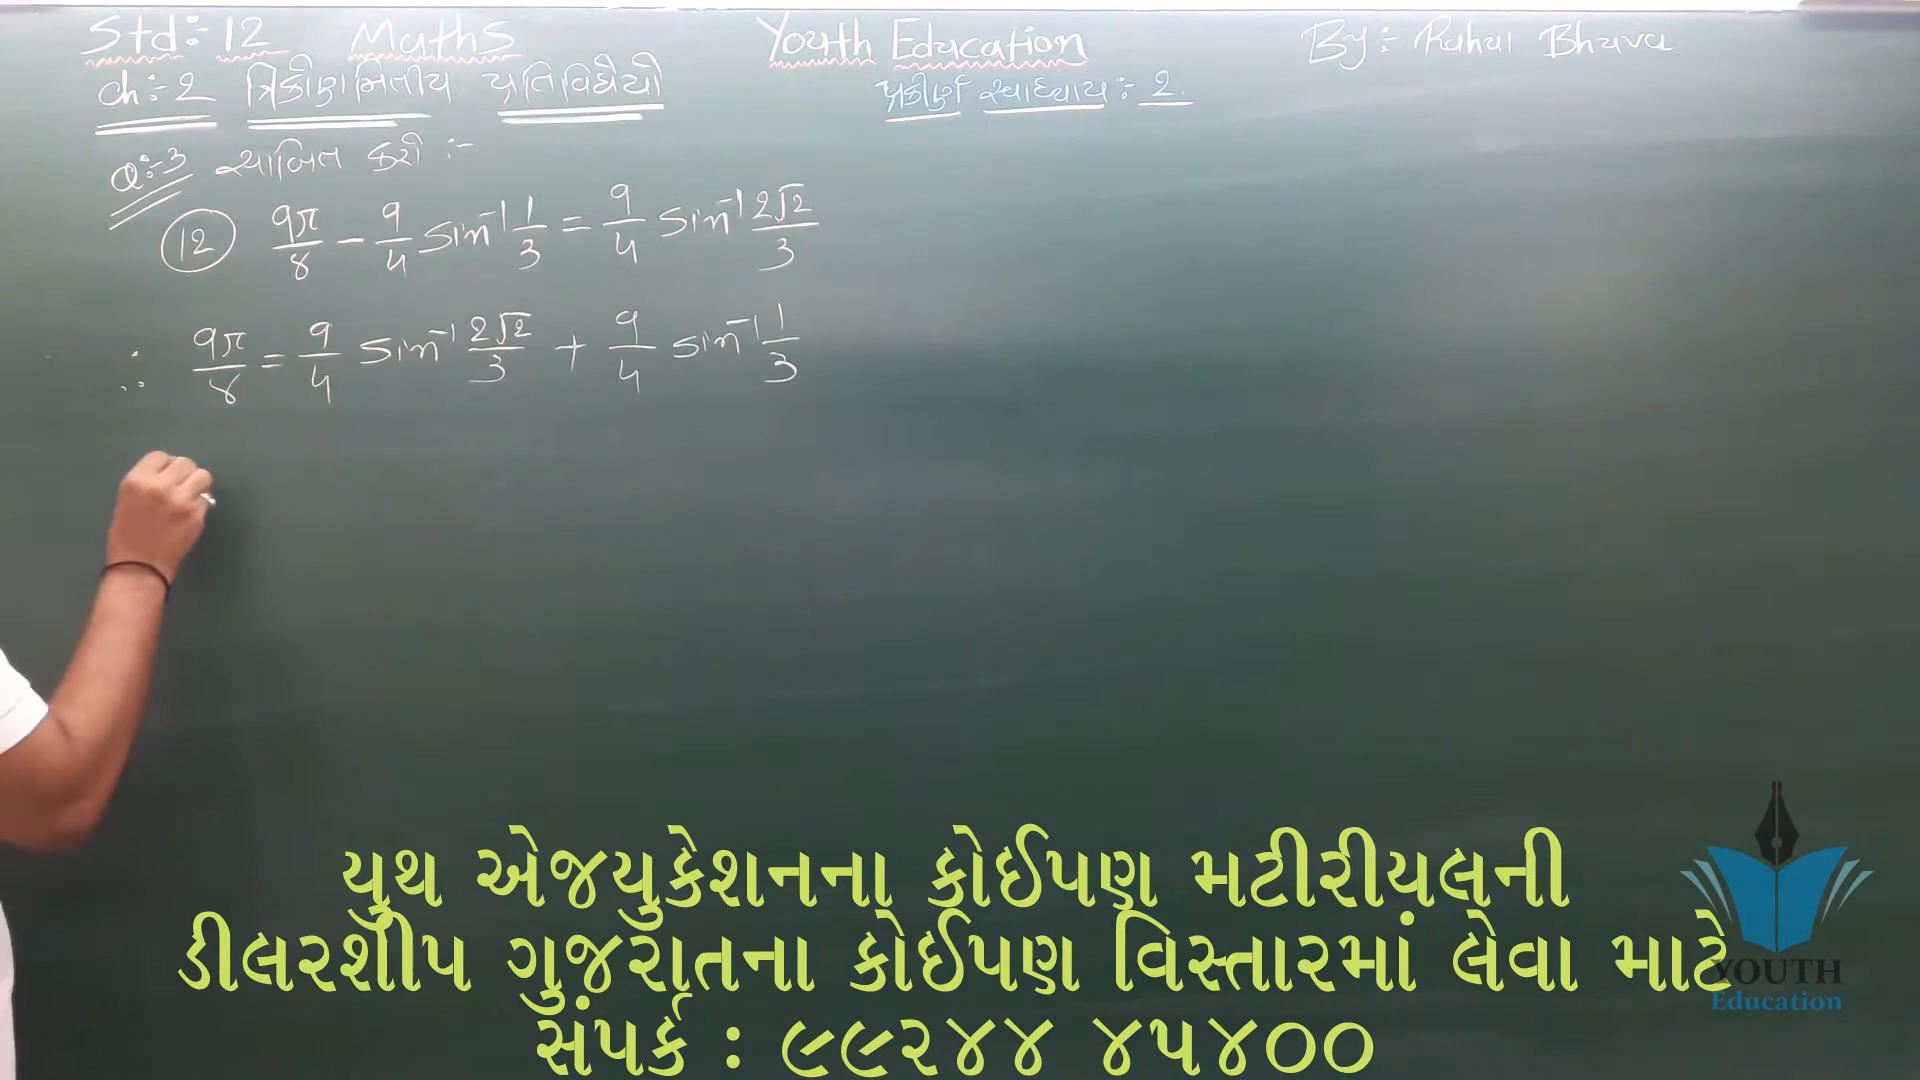 Std:- 12 Maths Youth Education By:- Rahul Bhuva
ch:- 2 ત્રિકોણમિતીય પ્રતિવિધેયો પ્રકીર્ણ સ્વાધ્યાય :- 2.
Q:-3 સાબિત કરો :-
(12) 9π/8 - 9/4 sin⁻¹ 1/3 = 9/4 sin⁻¹ 2√2/3
∴ 9π/8 = 9/4 sin⁻¹ 2√2/3 + 9/4 sin⁻¹ 1/3
યુથ એજયુકેશનના કોઈપણ મટીરીયલની
ડીલરશીપ ગુજરાતના કોઈપણ વિસ્તારમાં લેવા માટે
સંપર્ક : ૯૯૨૪૪ ૪૫૪૦૦
YOUTH
Education